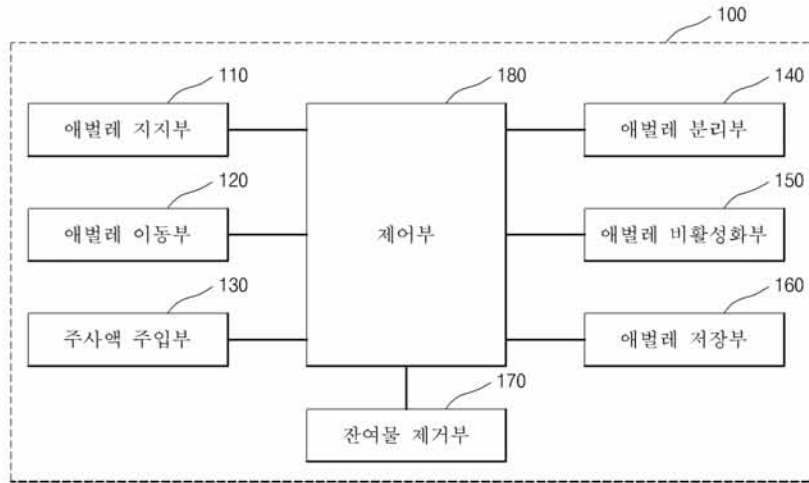 100
110
180
140
애벌레 지지부
애벌레 분리부
120
150
애벌레 이동부
제어부
애벌레 비활성화부
130
160
주사액 주입부
애벌레 저장부
170
잔여물 제거부